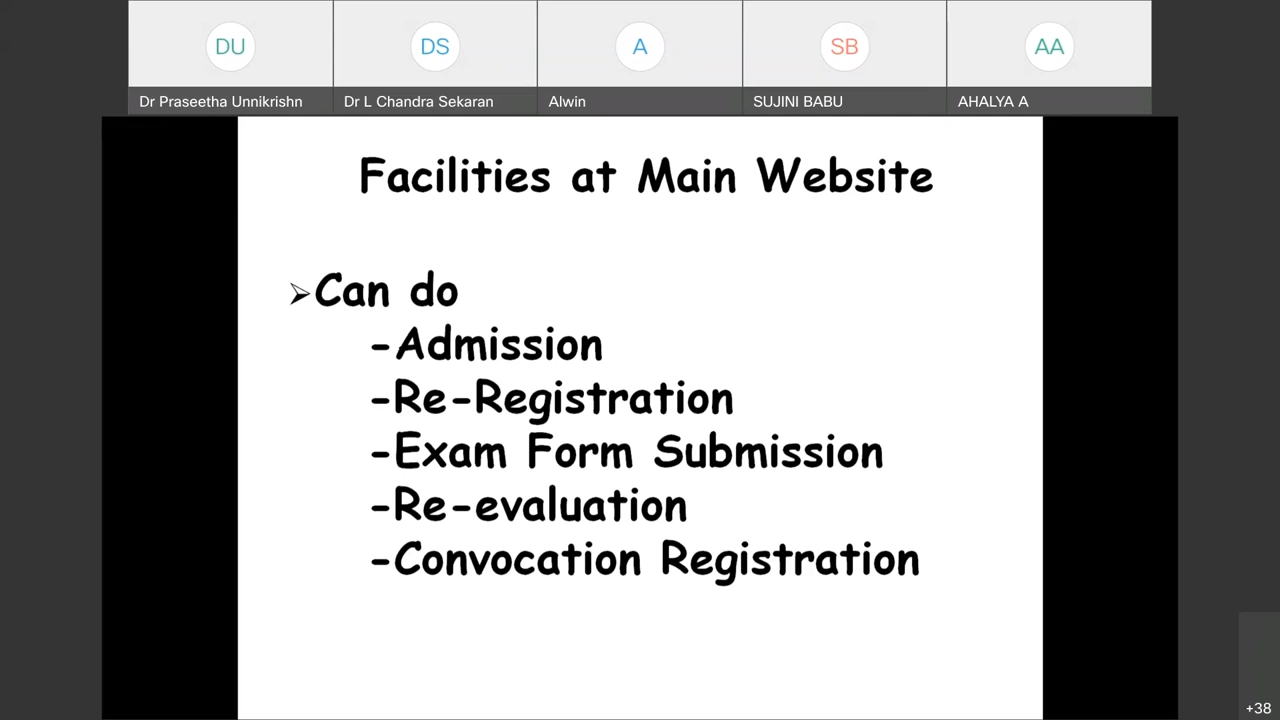 DU
DS
A
SB
AA
Dr Praseetha Unnikrishn
Dr L Chandra Sekaran
Alwin
SUJINI BABU
AHALYA A
Facilities at Main Website
➢Can do
-Admission
-Re-Registration
-Exam Form Submission
-Re-evaluation
-Convocation Registration
+38